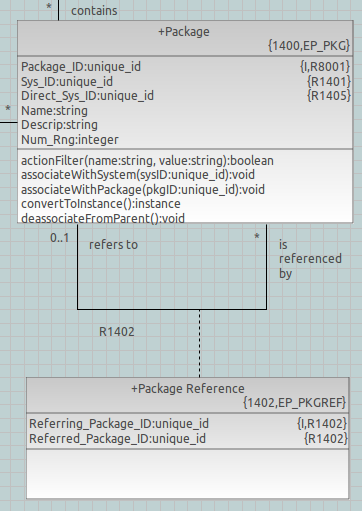 * contains
+Package
{1400,EP_PKG}
Package_ID:unique_id {I,R8001}
Sys_ID:unique_id {R1401}
Direct_Sys_ID:unique_id {R1405}
* Name:string
Descrip:string
Num_Rng:integer
actionFilter(name:string, value:string):boolean
associateWithSystem(sysID:unique_id):void
associateWithPackage(pkgID:unique_id):void
convertToInstance():instance
deassociateFromParent():void
0..1 refers to * is
referenced
by
R1402
+Package Reference
{1402,EP_PKGREF}
Referring_Package_ID:unique_id {I,R1402}
Referred_Package_ID:unique_id {R1402}